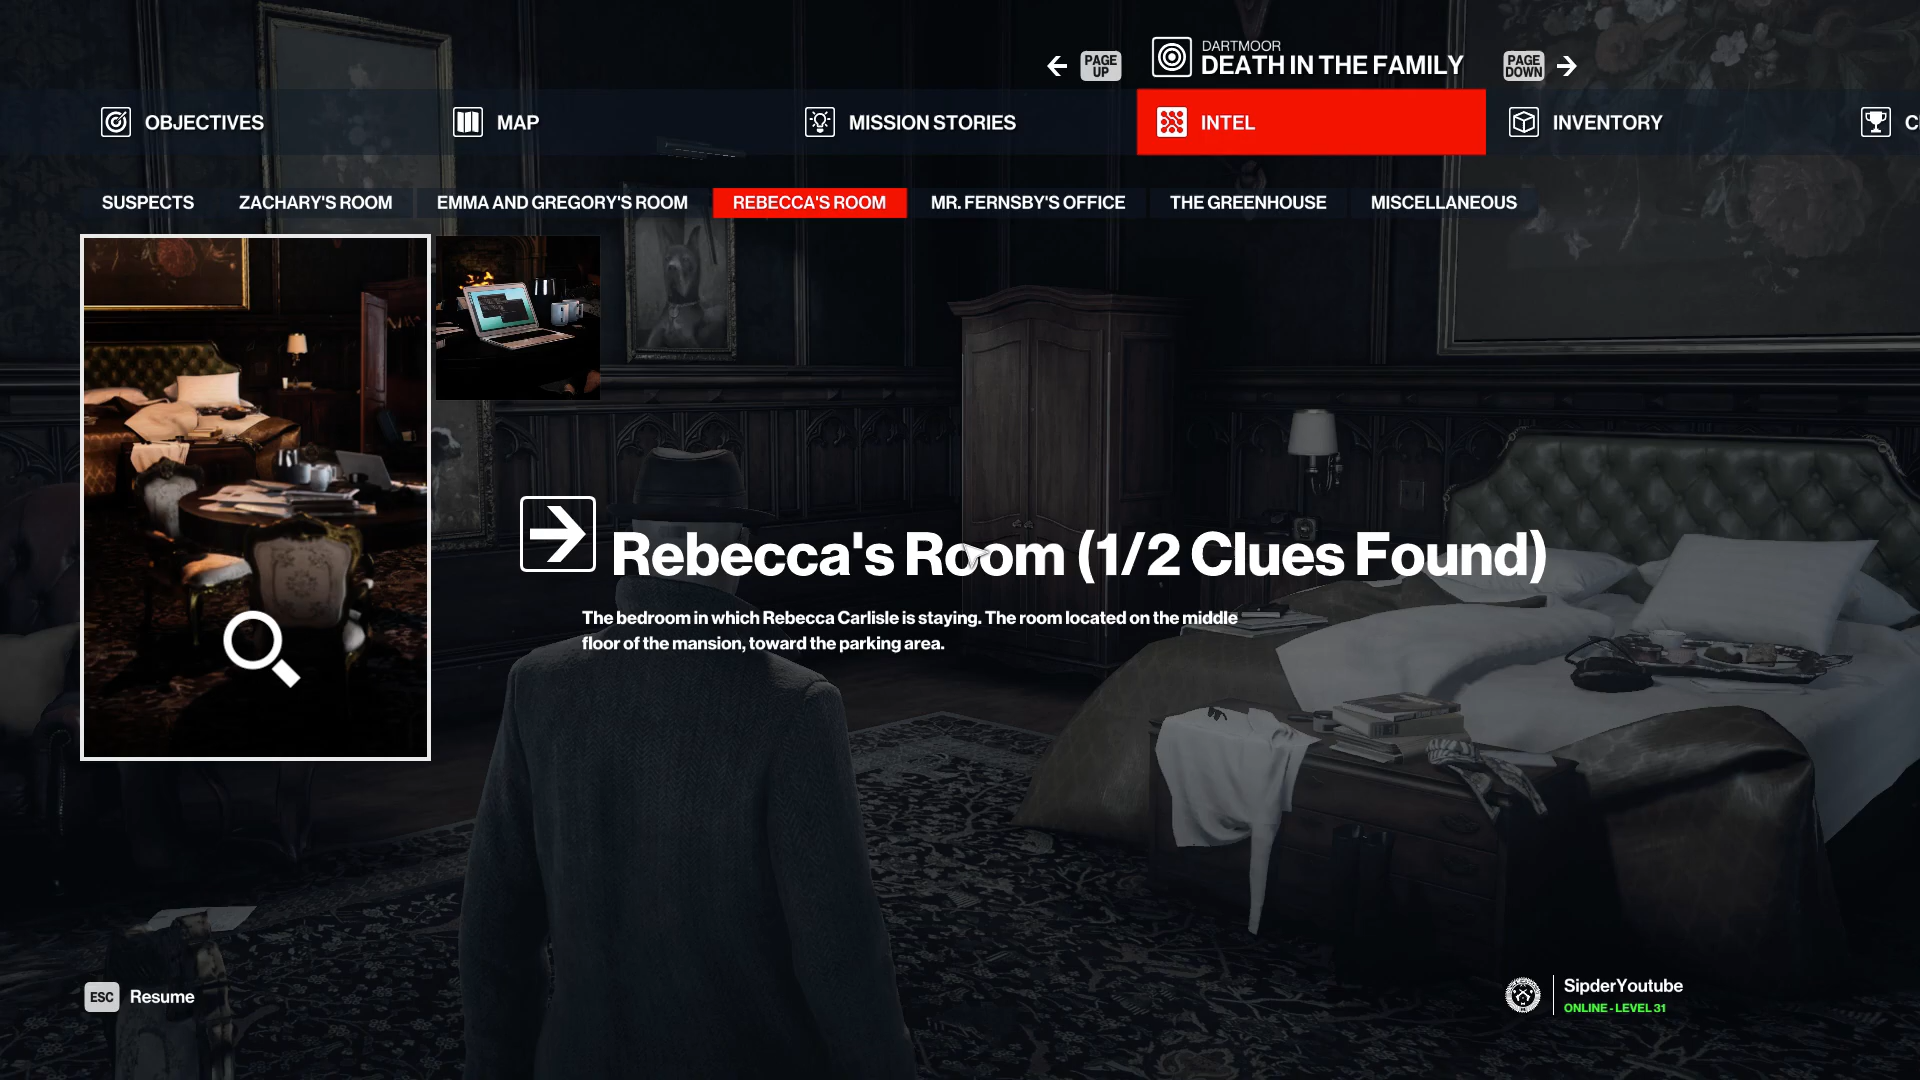 PAGE UP
DARTMOOR
DEATH IN THE FAMILY
PAGE DOWN
OBJECTIVES
MAP
MISSION STORIES
INTEL
INVENTORY
SUSPECTS
ZACHARY'S ROOM
EMMA AND GREGORY'S ROOM
REBECCA'S ROOM
MR. FERNSBY'S OFFICE
THE GREENHOUSE
MISCELLANEOUS
Rebecca's Room (1/2 Clues Found)
The bedroom in which Rebecca Carlisle is staying. The room located on the middle
floor of the mansion, toward the parking area.
ESC Resume
SipderYoutube
ONLINE - LEVEL 31